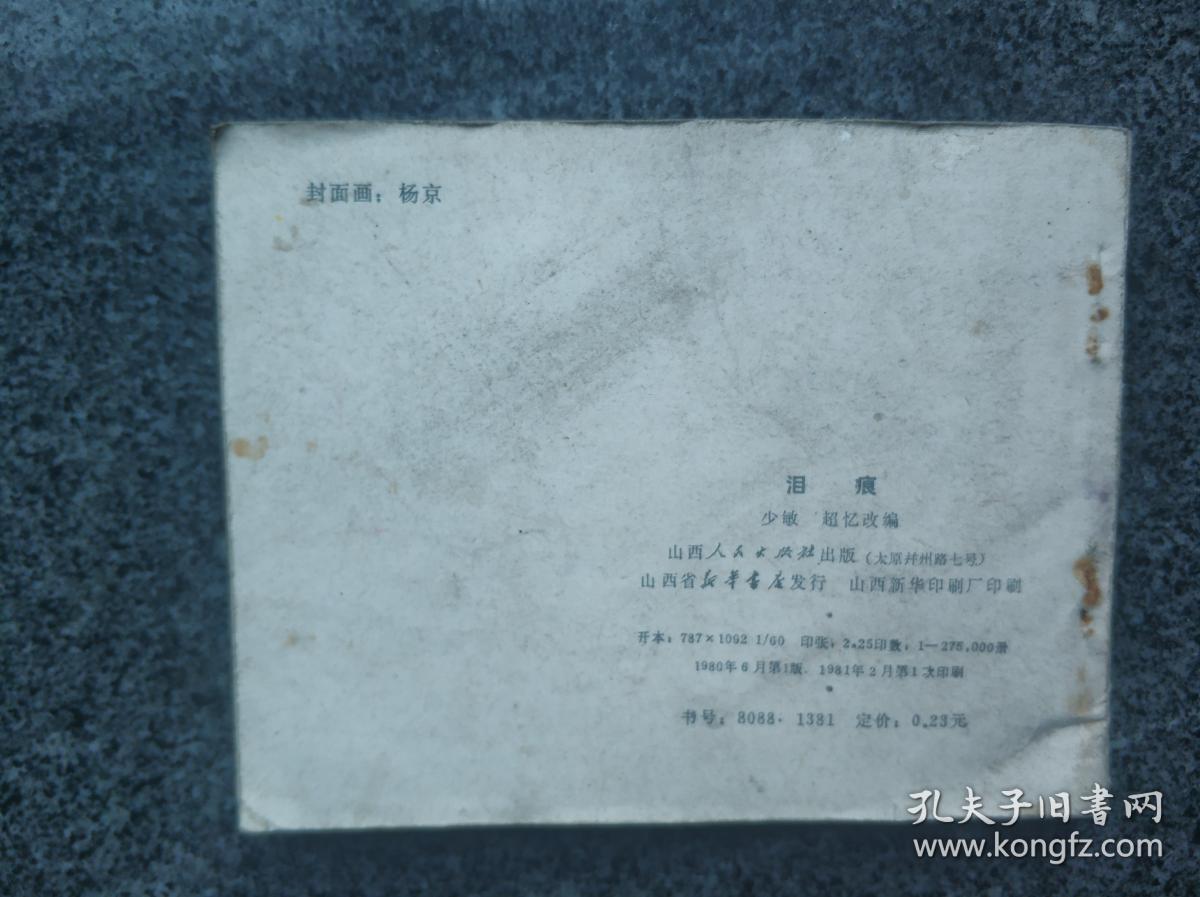 封面画：杨京
泪 痕
少敏 超忆改编
山西人民出版社出版（太原并州路七号）
山西省新华书店发行 山西新华印刷厂印刷
开本：787×1092 1/60 印张：2.25印数：1—275,000册
1980年6月第1版 1981年2月第1次印刷
书号：8088·1381 定价：0.23元
孔夫子旧書网
www.kongfz.com